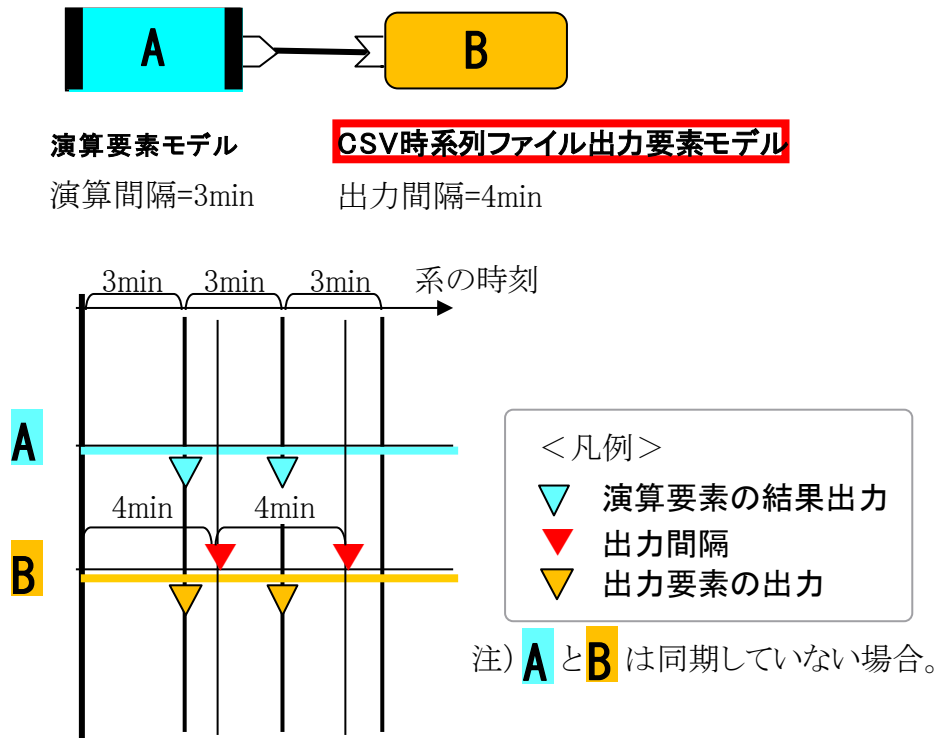 A
B
演算要素モデル
CSV時系列ファイル出力要素モデル
演算間隔=3min
出力間隔=4min
3min
3min
3min
系の時刻
A
4min
4min
B
<凡例>
演算要素の結果出力
出力間隔
出力要素の出力
注)AとBは同期していない場合。